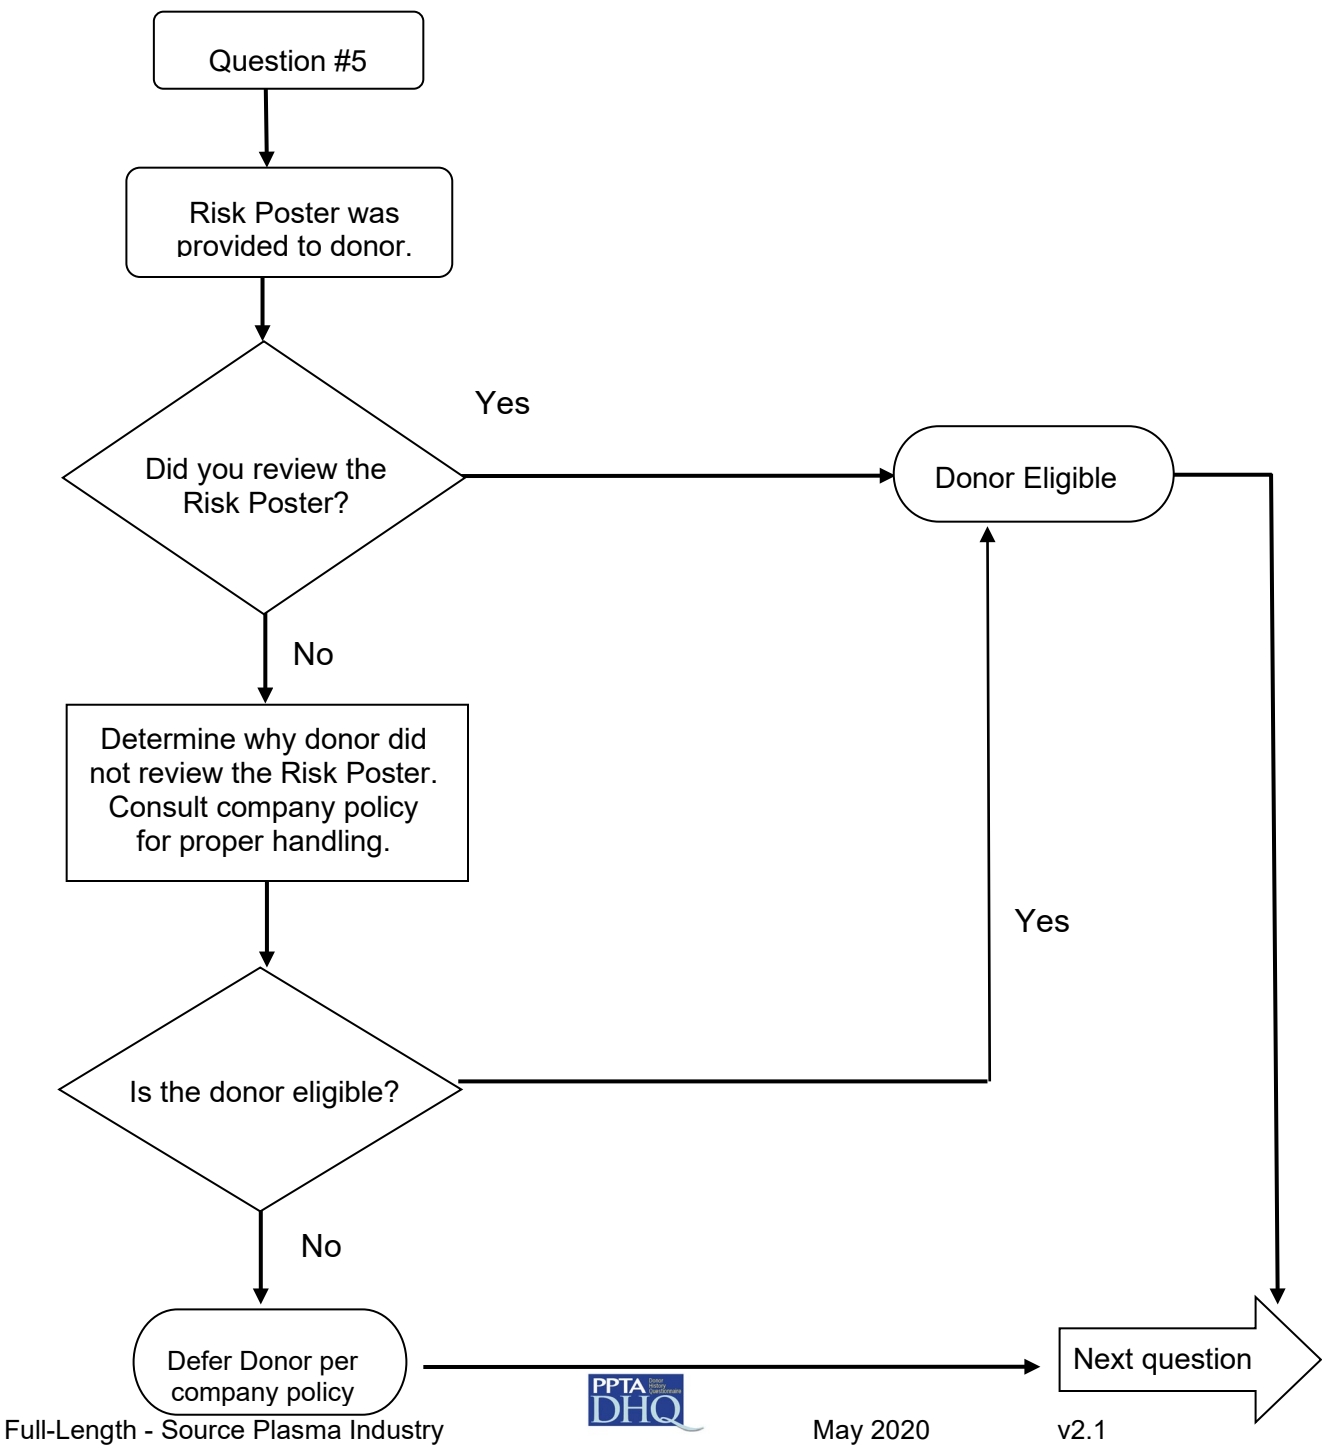 Question #5
Risk Poster was
provided to donor.
Yes
Did you review the
Risk Poster?
Donor Eligible
No
Determine why donor did
not review the Risk Poster.
Consult company policy
for proper handling.
Yes
Is the donor eligible?
No
Defer Donor per
company policy
Next question
PPTA
Donor
History
Questionnaire
DHQ
Full-Length - Source Plasma Industry
May 2020
v2.1